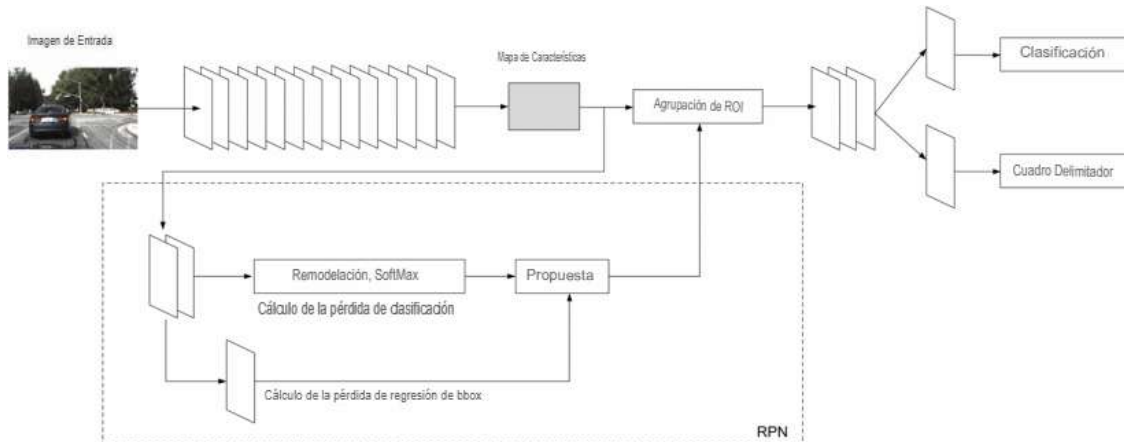 Imagen de Entrada
Mapa de Características
Agrupación de ROI
Clasificación
Cuadro Delimitador
Remodelación, SoftMax
Cálculo de la pérdida de clasificación
Propuesta
Cálculo de la pérdida de regresión de bbox
RPN